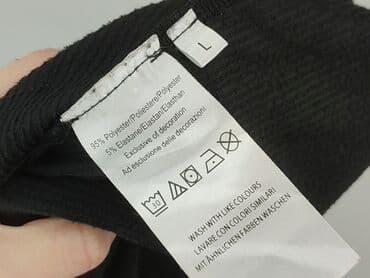 L
95% Polyester/Poliestere/Polyester
5% Elastane/Elastan/Elasthan
Exclusive of decoration
Ad esclusione delle decorazioni
30
WASH WITH LIKE COLOURS
LAVARE CON COLORI SIMILARI
MIT ÄHNLICHEN FARBEN WASCHEN